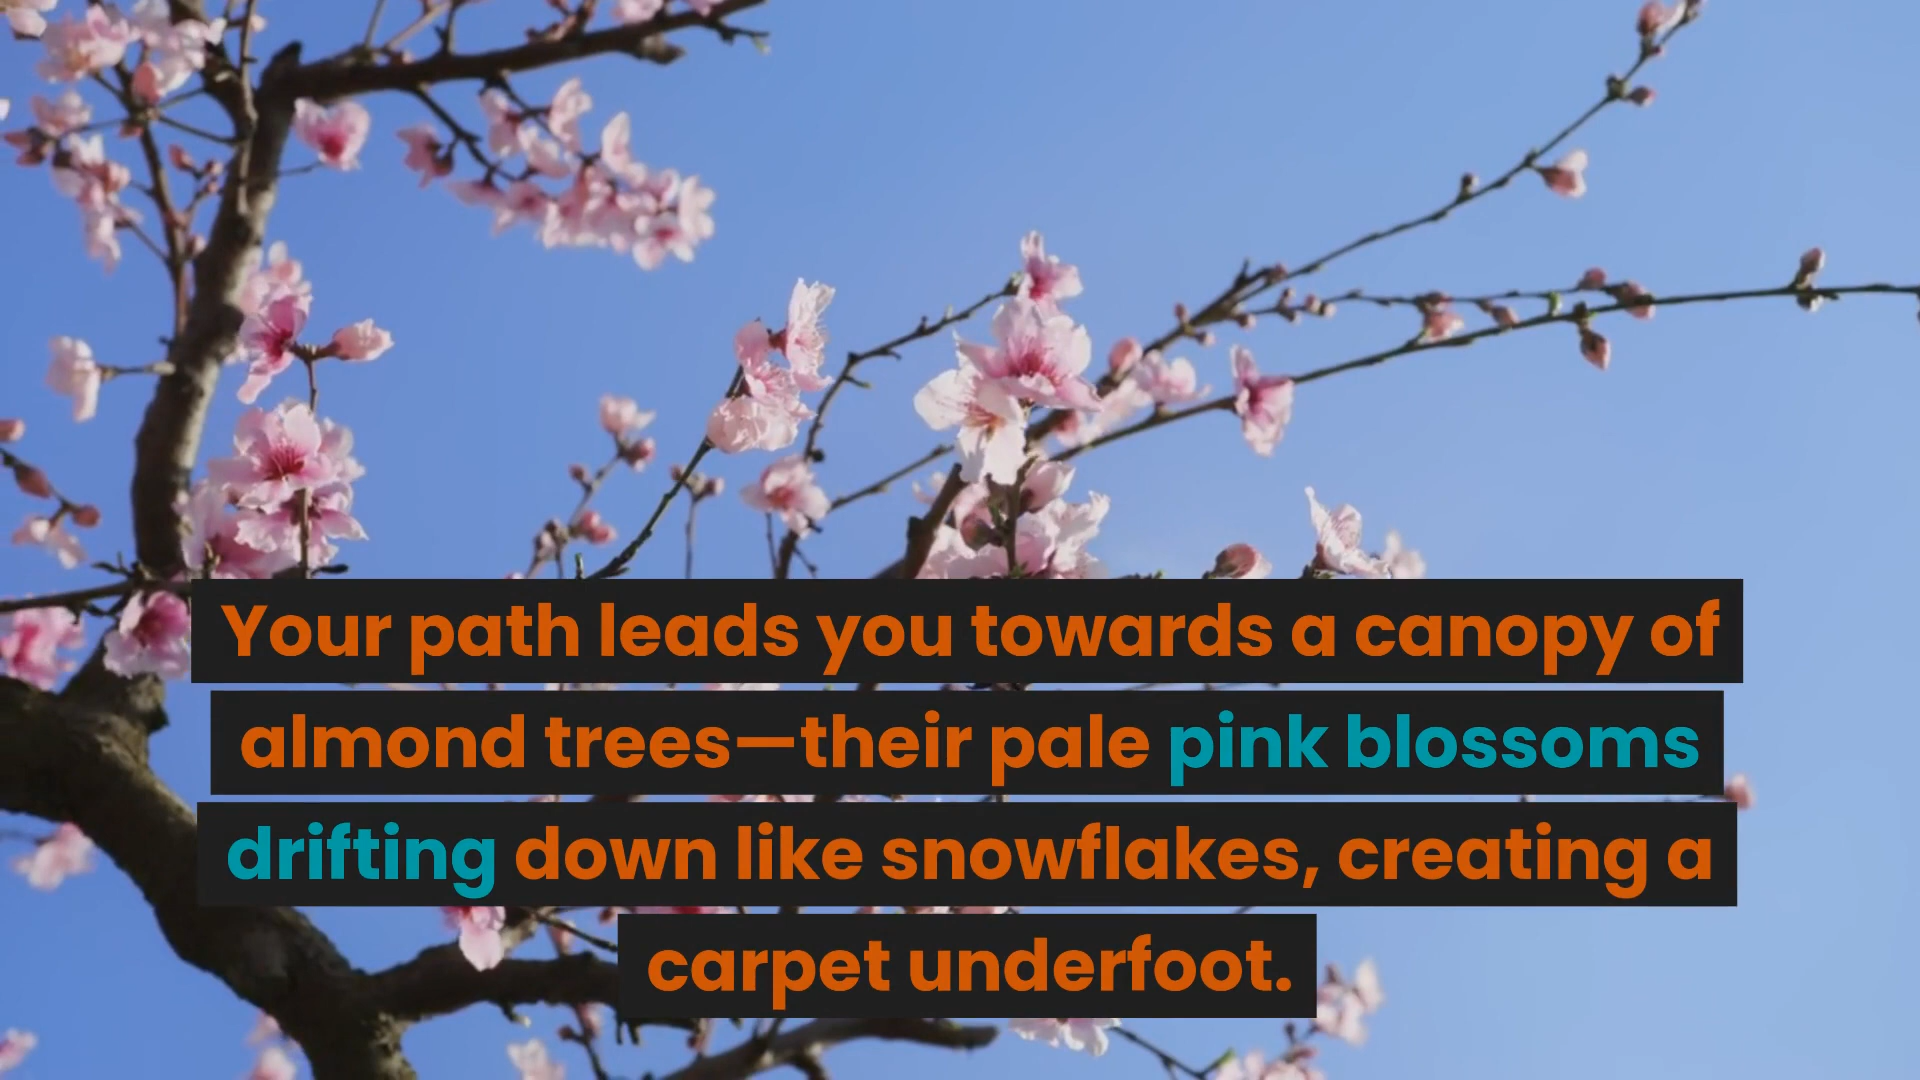 Your path leads you towards a canopy of
almond trees—their pale pink blossoms
drifting down like snowflakes, creating a
carpet underfoot.